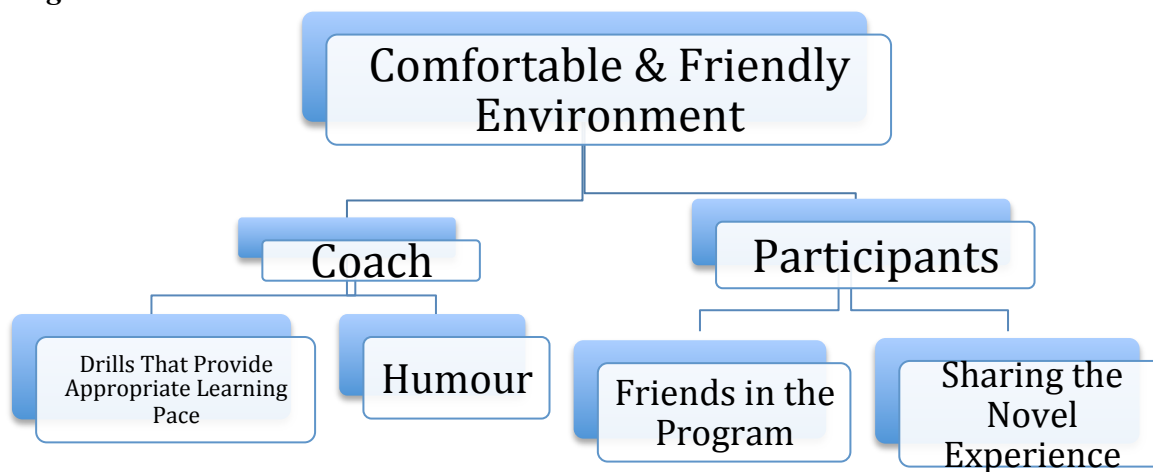 Comfortable & Friendly
Environment
Coach
Participants
Drills That Provide
Appropriate Learning
Pace
Humour
Friends in the
Program
Sharing the
Novel
Experience